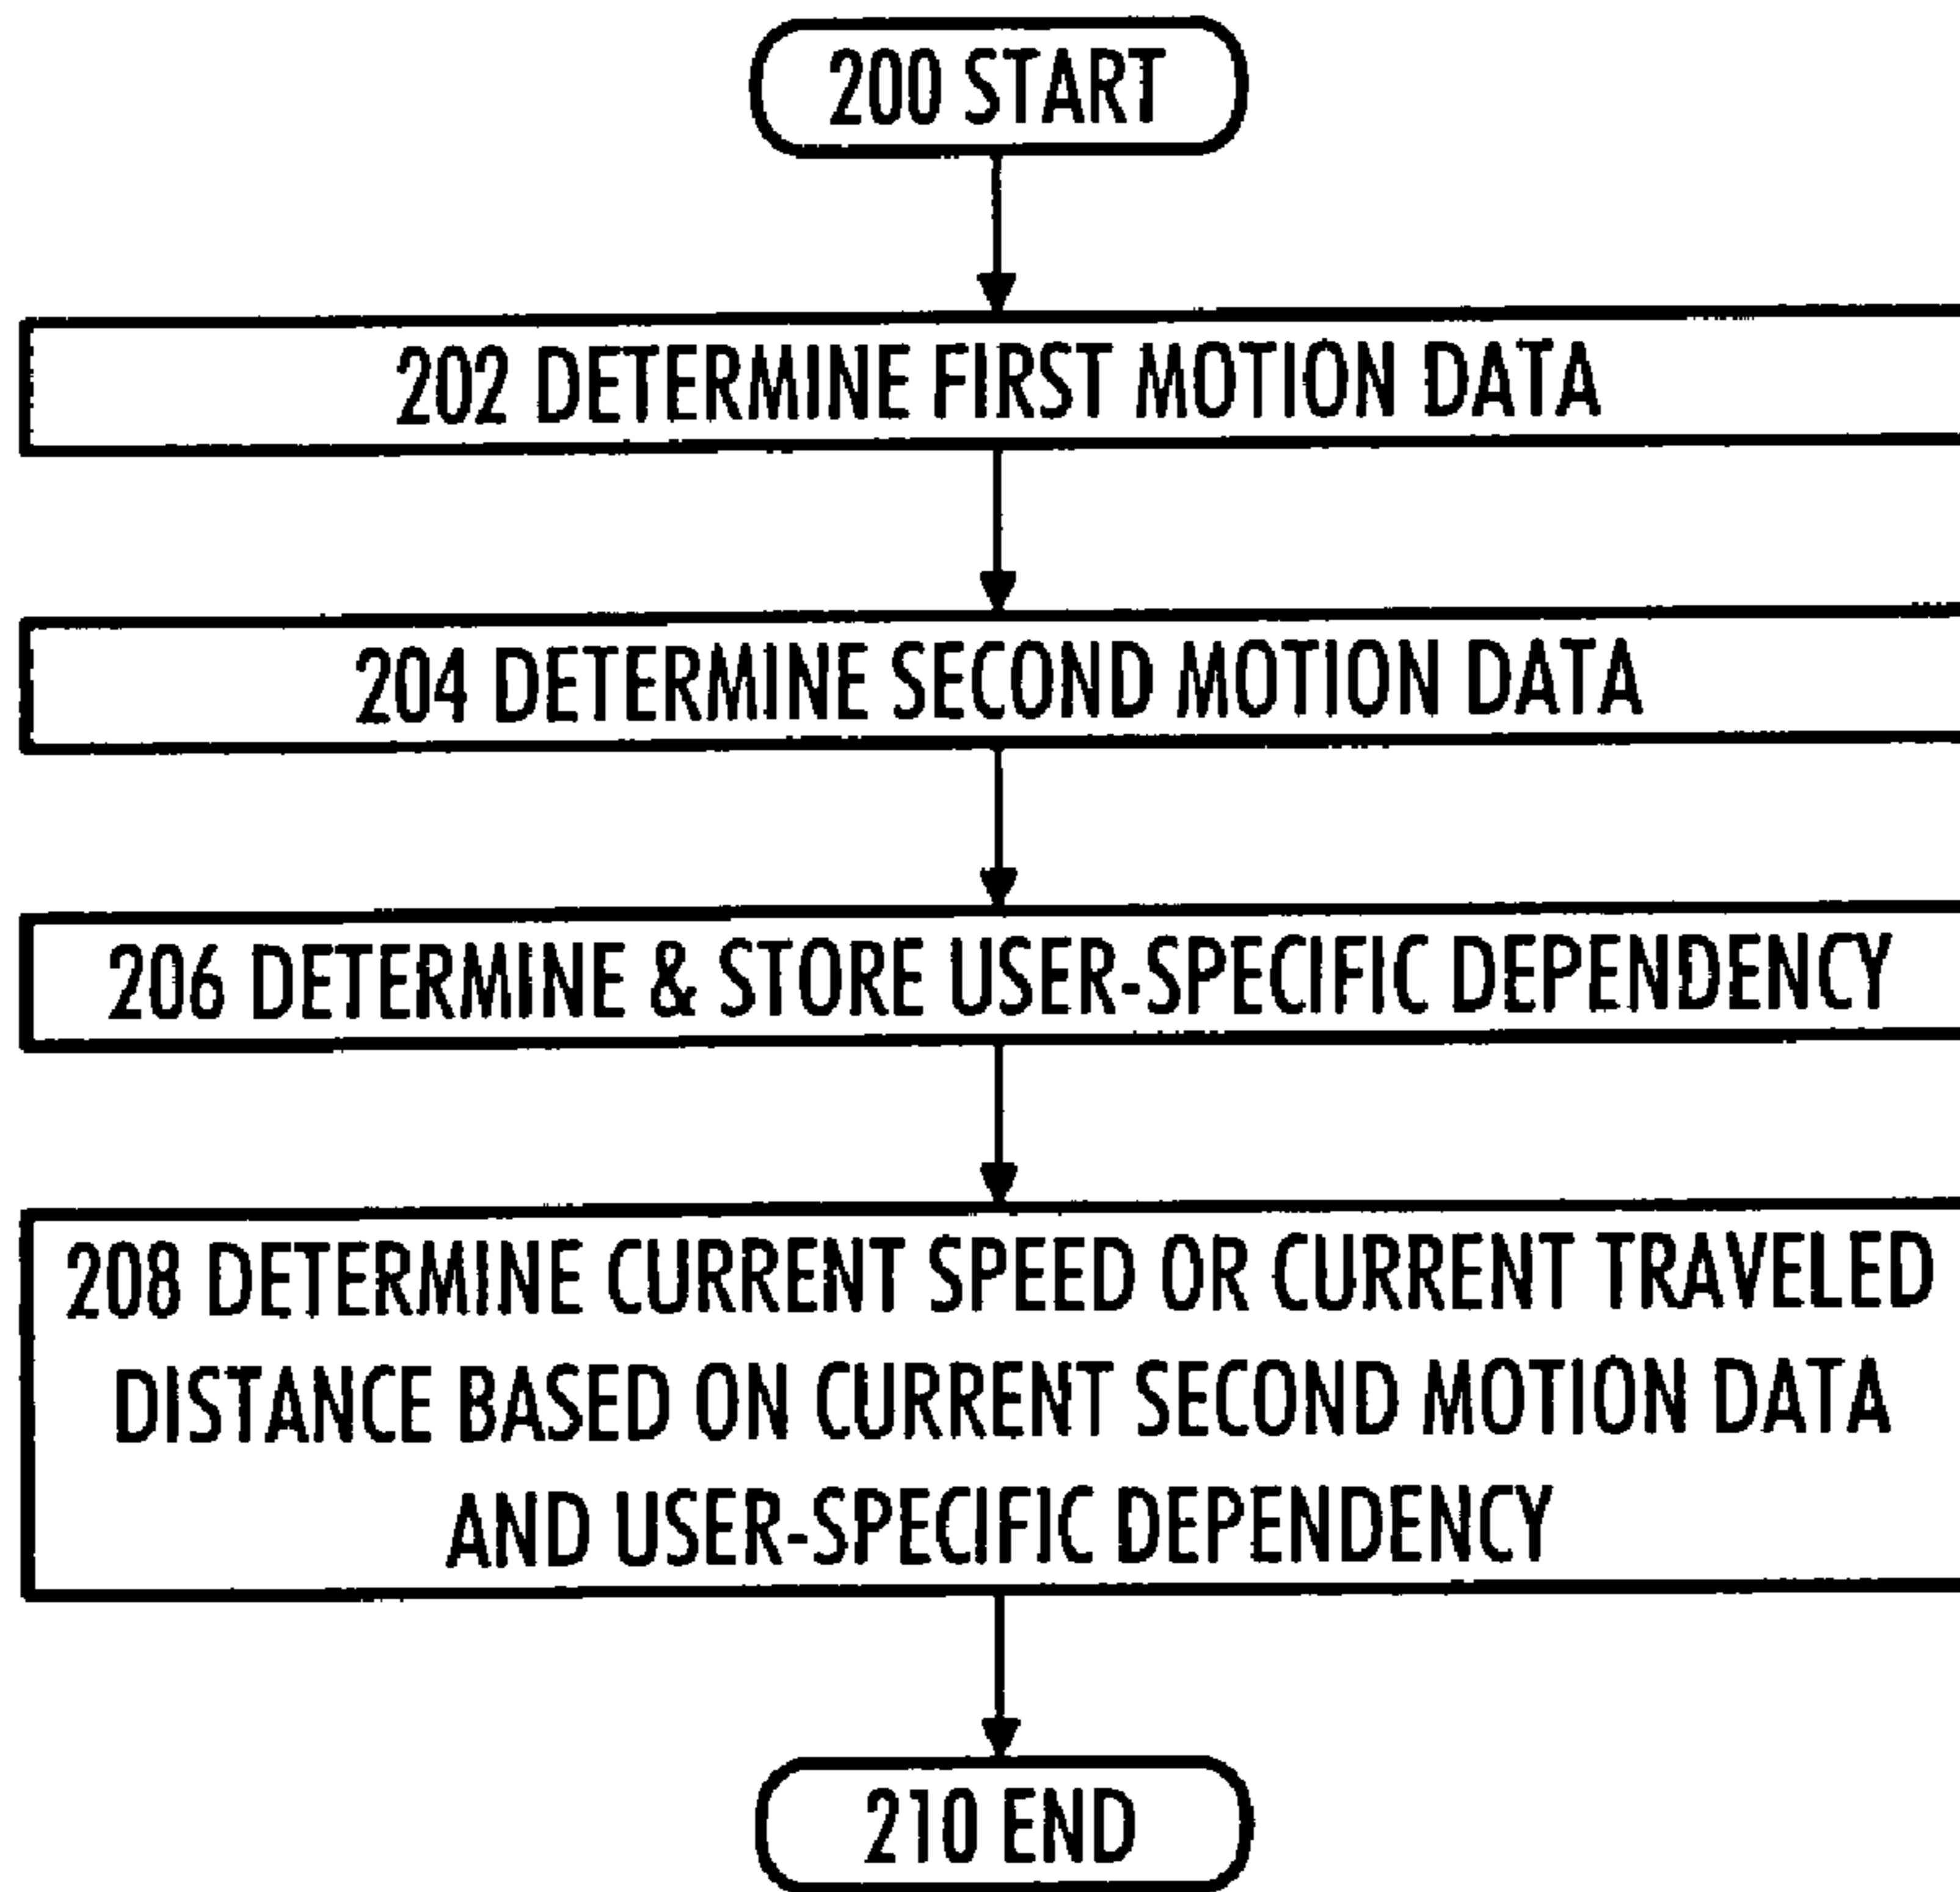 200 START
202 DETERMINE FIRST MOTION DATA
204 DETERMINE SECOND MOTION DATA
206 DETERMINE & STORE USER-SPECIFIC DEPENDENCY
208 DETERMINE CURRENT SPEED OR CURRENT TRAVELED
DISTANCE BASED ON CURRENT SECOND MOTION DATA
AND USER-SPECIFIC DEPENDENCY
210 END